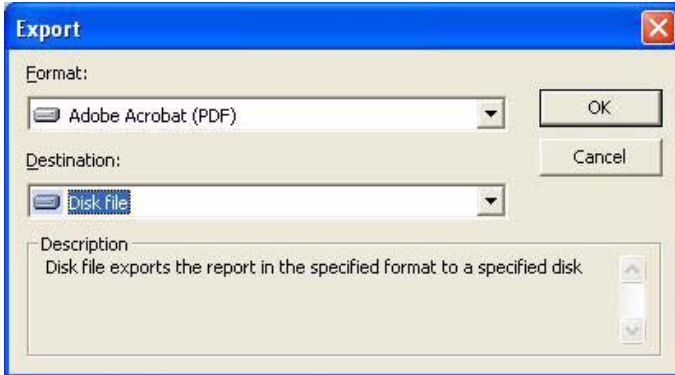 Export
Format:
Adobe Acrobat (PDF)
OK
Destination:
Cancel
Disk file
Description
Disk file exports the report in the specified format to a specified disk